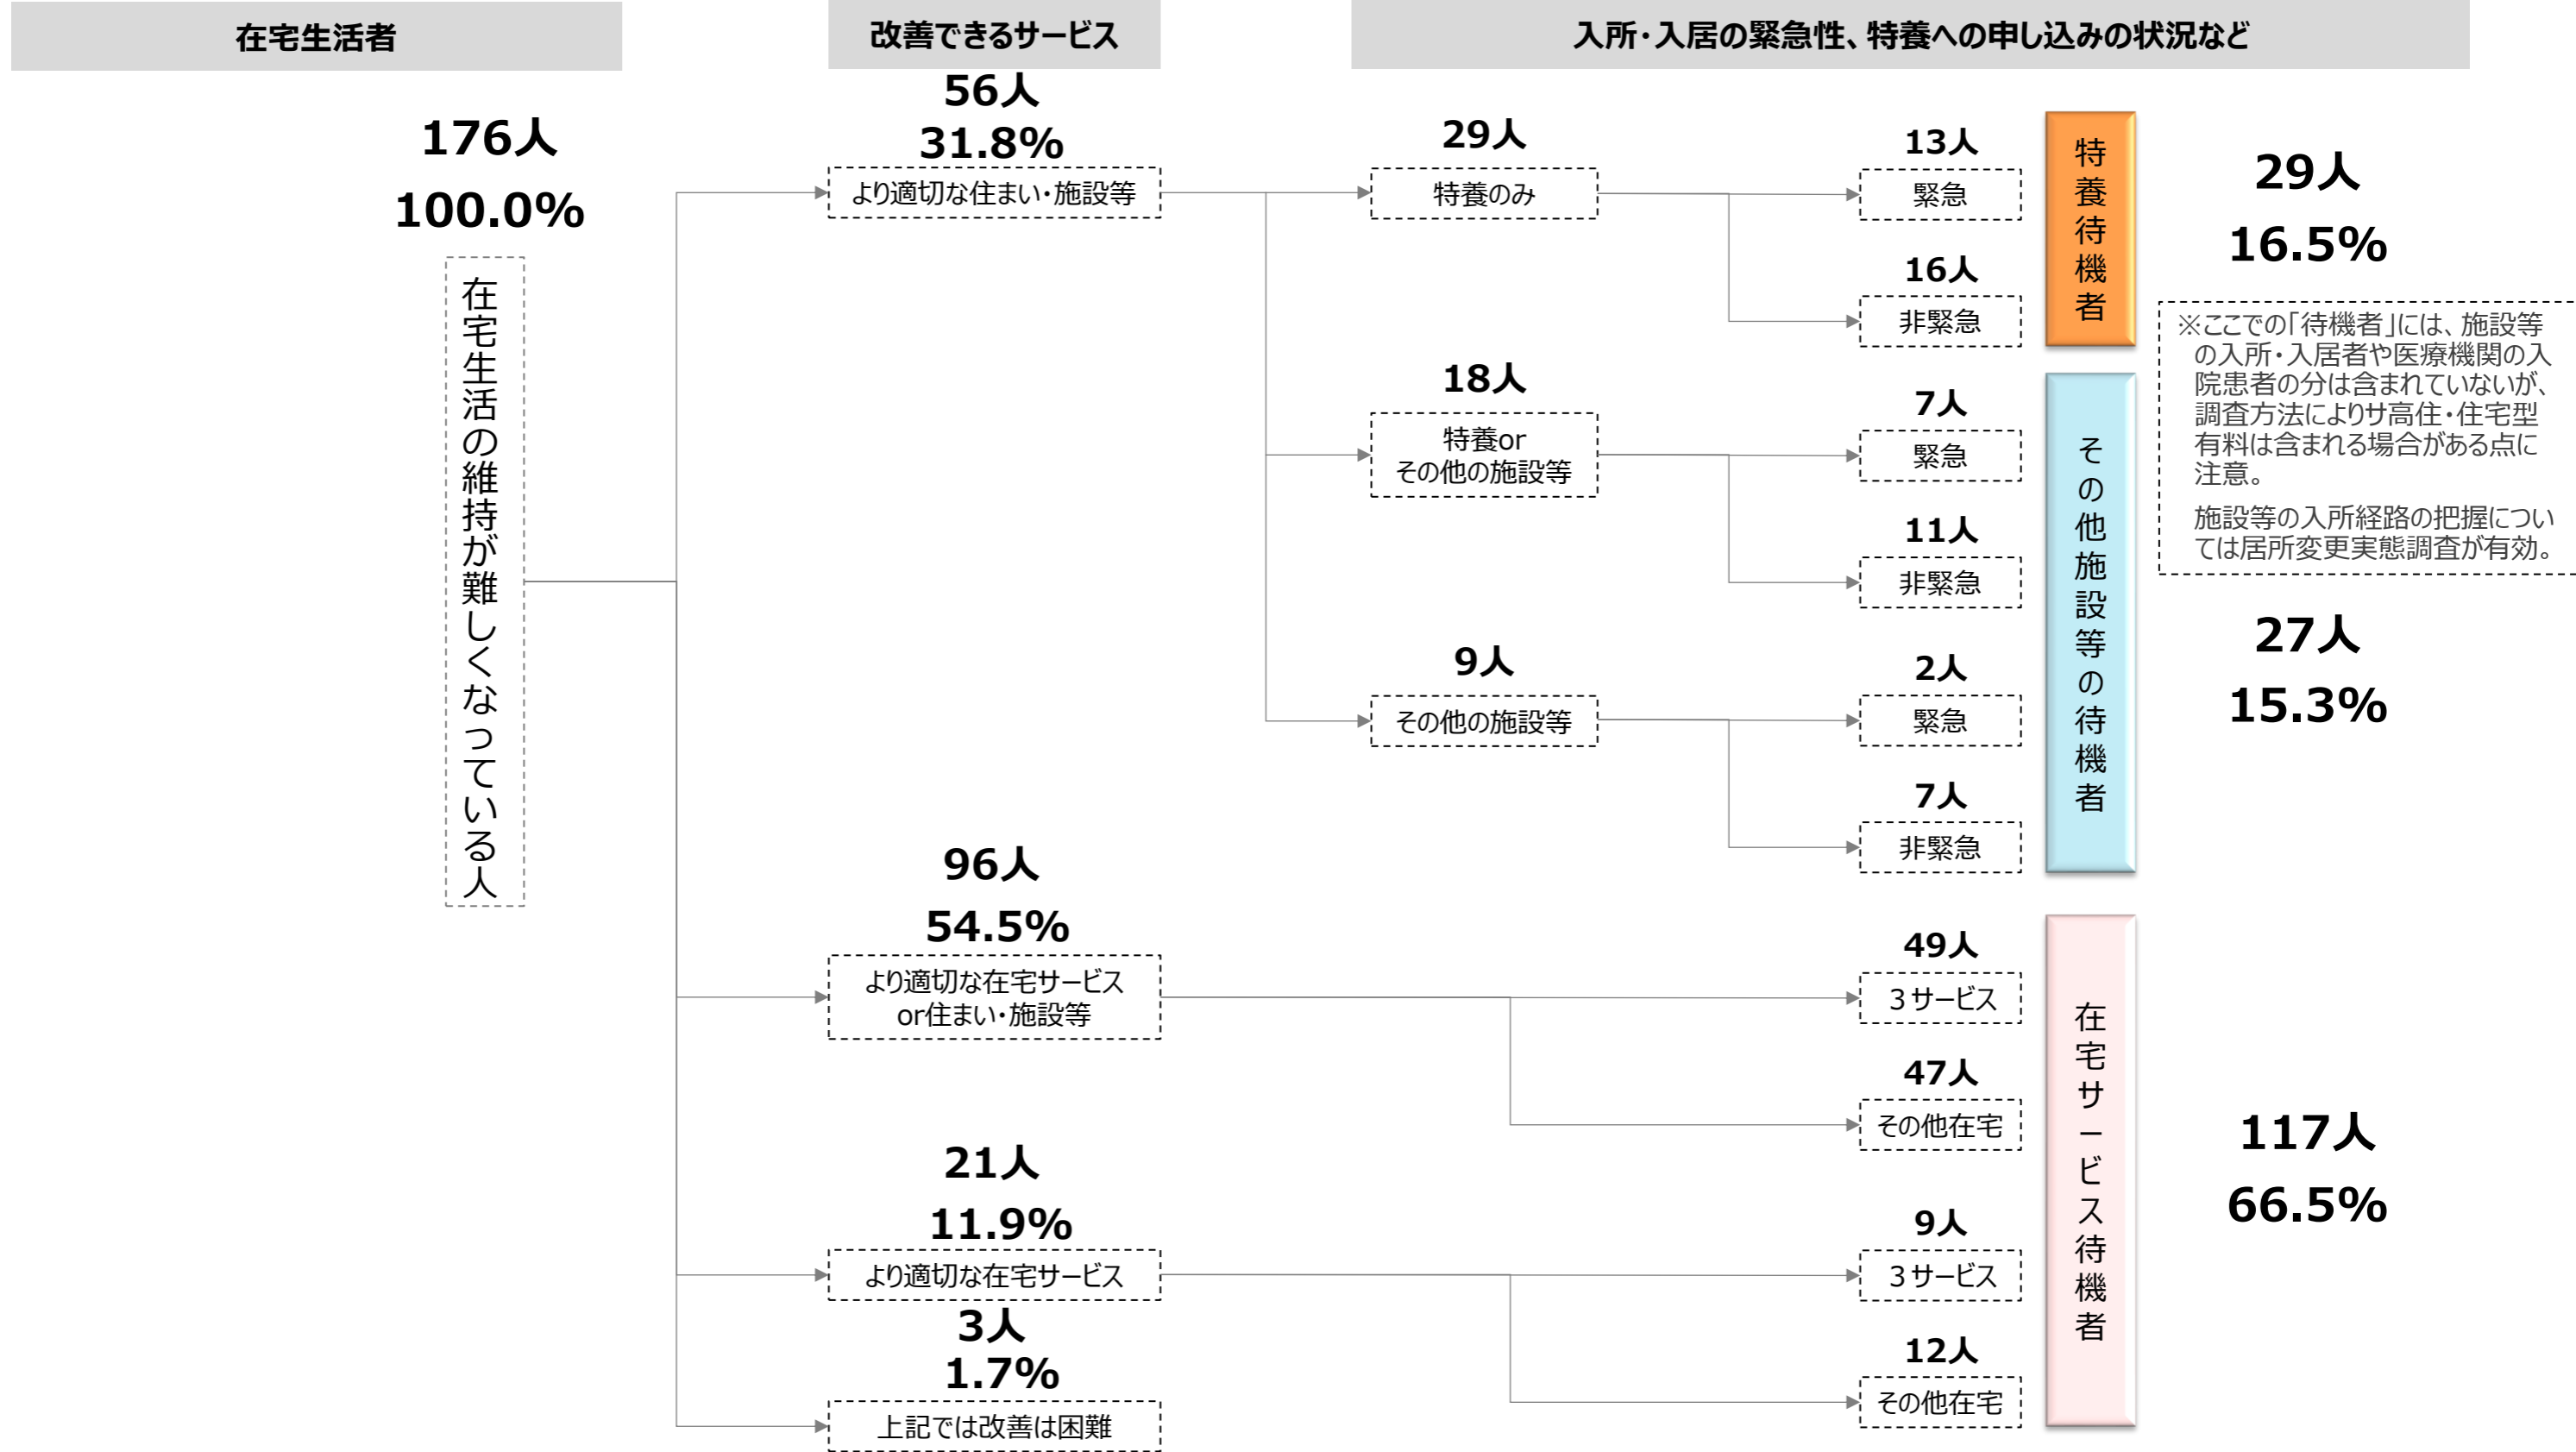 在宅生活者
改善できるサービス
入所・入居の緊急性、特養への申し込みの状況など
176人
100.0%
在宅生活の維持が難しくなっている人
56人
31.8%
より適切な住まい・施設等
29人
特養のみ
13人
緊急
16人
非緊急
18人
特養or
その他の施設等
7人
緊急
11人
非緊急
9人
その他の施設等
2人
緊急
7人
非緊急
96人
54.5%
より適切な在宅サービス
or住まい・施設等
49人
３サービス
47人
その他在宅
21人
11.9%
より適切な在宅サービス
9人
３サービス
12人
その他在宅
3人
1.7%
上記では改善は困難
特養待機者
29人
16.5%
※ここでの「待機者」には、施設等
の入所・入居者や医療機関の入
院患者の分は含まれていないが、
調査方法によりサ高住・住宅型
有料は含まれる場合がある点に
注意。
施設等の入所経路の把握につい
ては居所変更実態調査が有効。
その他施設等の待機者
27人
15.3%
在宅サービス待機者
117人
66.5%